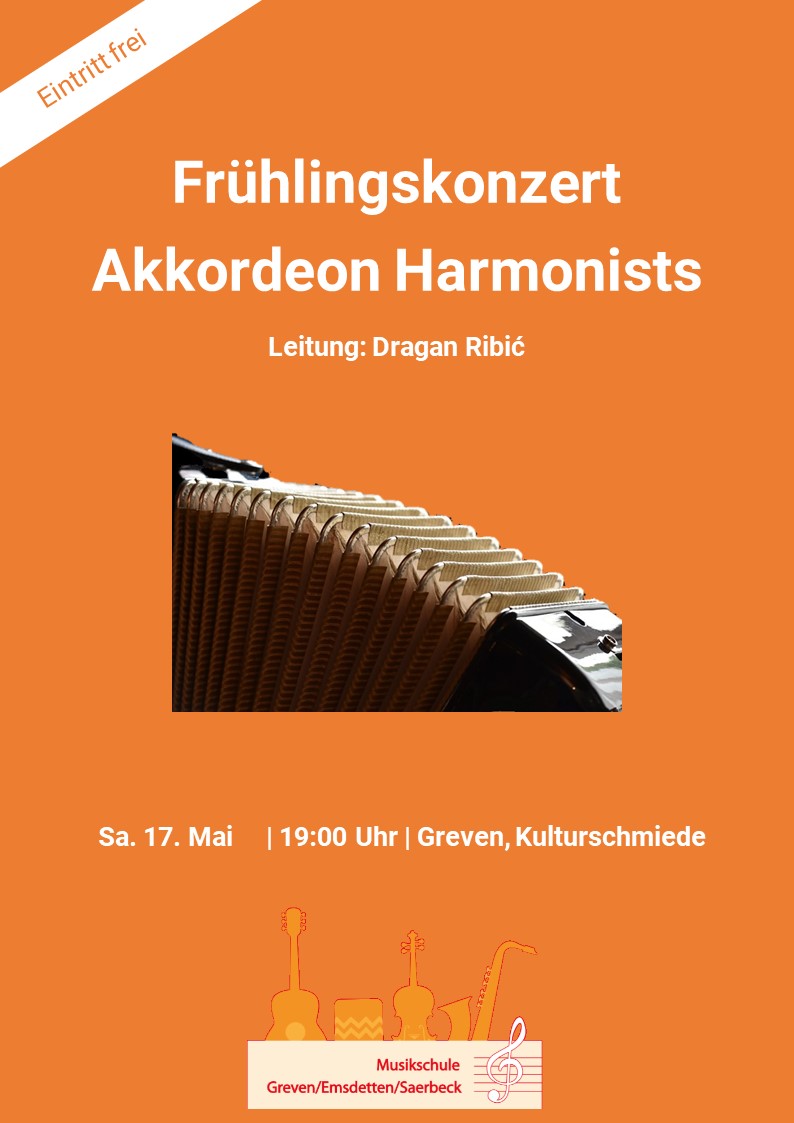 Eintritt frei
Frühlingskonzert
Akkordeon Harmonists
Leitung: Dragan Ribić
Sa. 17. Mai | 19:00 Uhr | Greven, Kulturschmiede
Musikschule
Greven/Emsdetten/Saerbeck